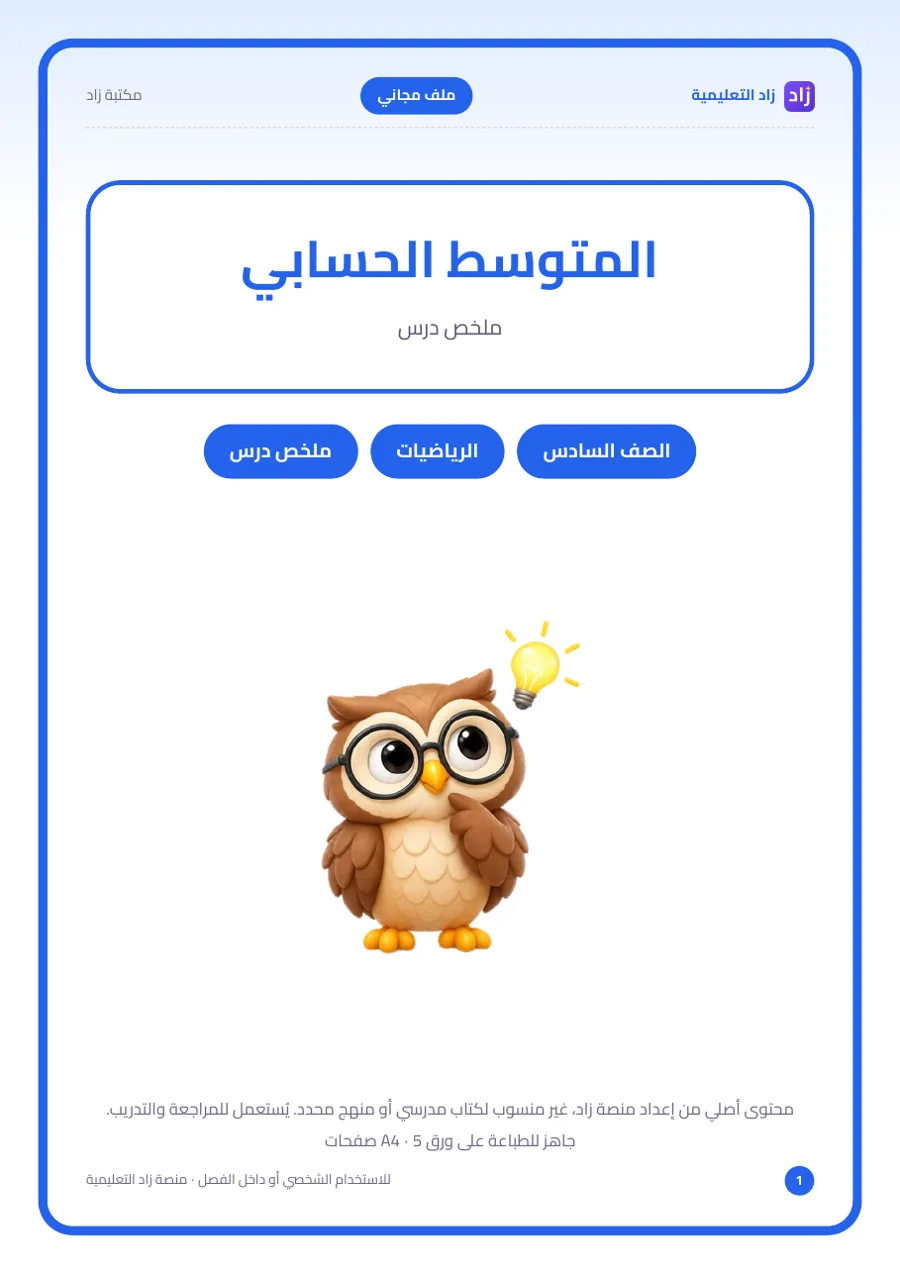 زاد
زاد التعليمية
ملف مجاني
مكتبة زاد
المتوسط الحسابي
ملخص درس
الصف السادس
الرياضيات
ملخص درس
محتوى أصلي من إعداد منصة زاد، غير منسوب لكتاب مدرسي أو منهج محدد. يُستعمل للمراجعة والتدريب.
جاهز للطباعة على ورق A4 · 5 صفحات
1
للاستخدام الشخصي أو داخل الفصل · منصة زاد التعليمية